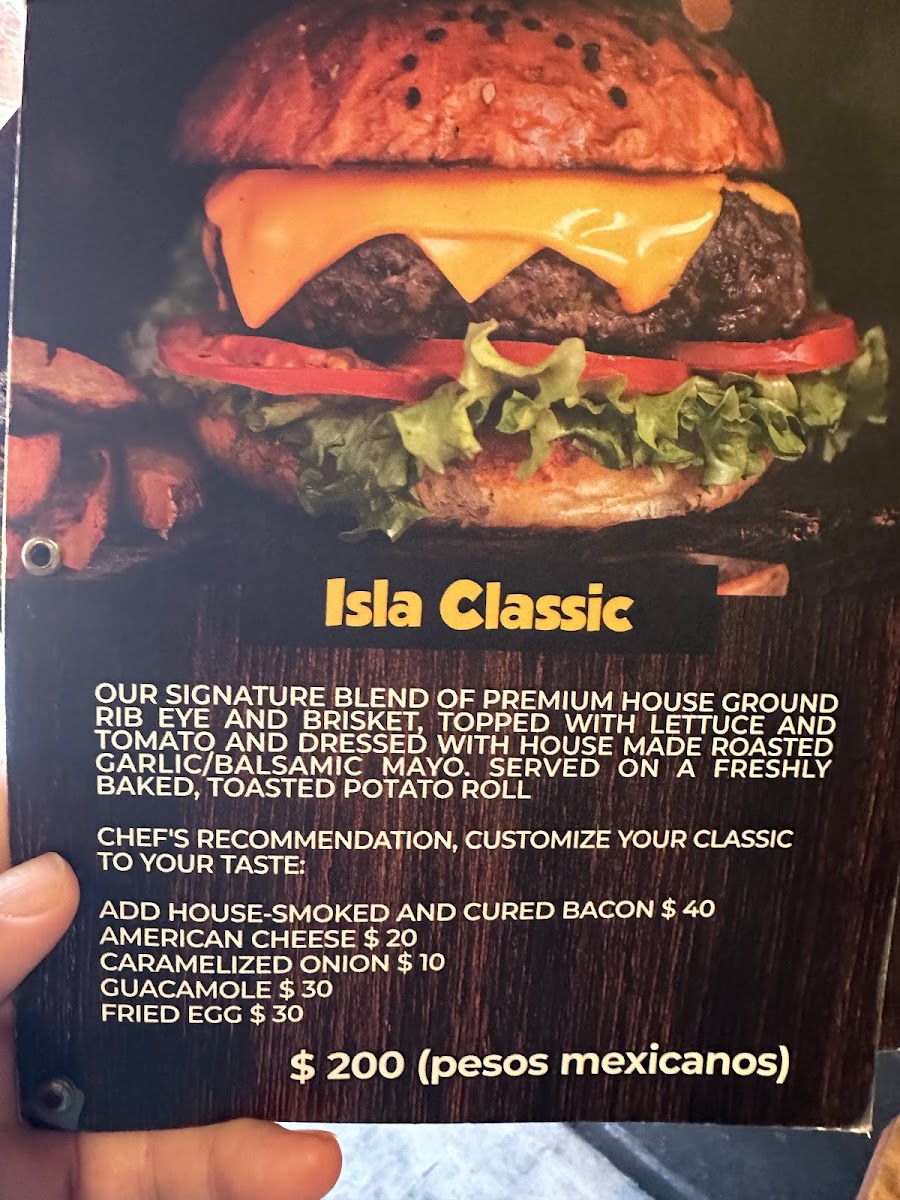 Isla Classic
OUR SIGNATURE BLEND OF PREMIUM HOUSE GROUND
RIB EYE AND BRISKET, TOPPED WITH LETTUCE AND
TOMATO AND DRESSED WITH HOUSE MADE ROASTED
GARLIC/BALSAMIC MAYO. SERVED ON A FRESHLY
BAKED, TOASTED POTATO ROLL
CHEF'S RECOMMENDATION, CUSTOMIZE YOUR CLASSIC
TO YOUR TASTE:
ADD HOUSE-SMOKED AND CURED BACON $ 40
AMERICAN CHEESE $ 20
CARAMELIZED ONION $ 10
GUACAMOLE $ 30
FRIED EGG $ 30
$ 200 (pesos mexicanos)